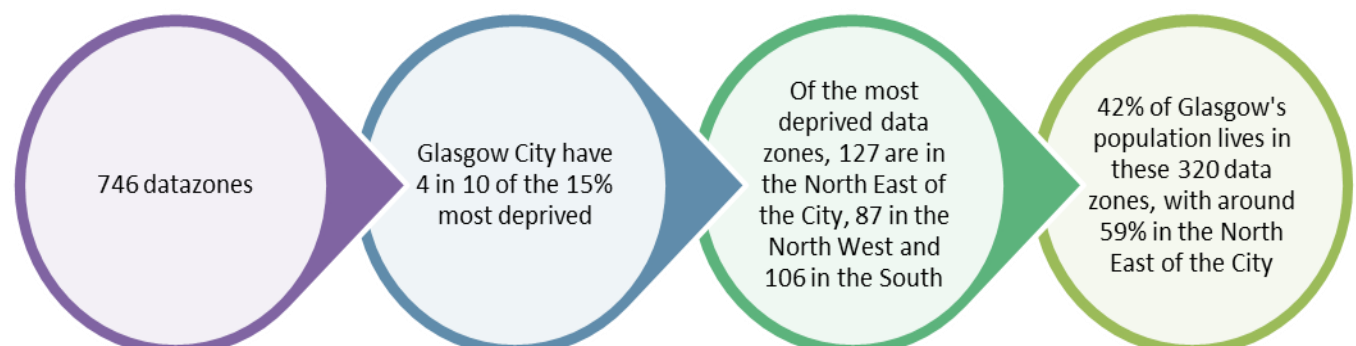 746 datazones
Glasgow City have
4 in 10 of the 15%
most deprived
Of the most
deprived data
zones, 127 are in
the North East of
the City, 87 in the
North West and
106 in the South
42% of Glasgow's
population lives in
these 320 data
zones, with around
59% in the North
East of the City